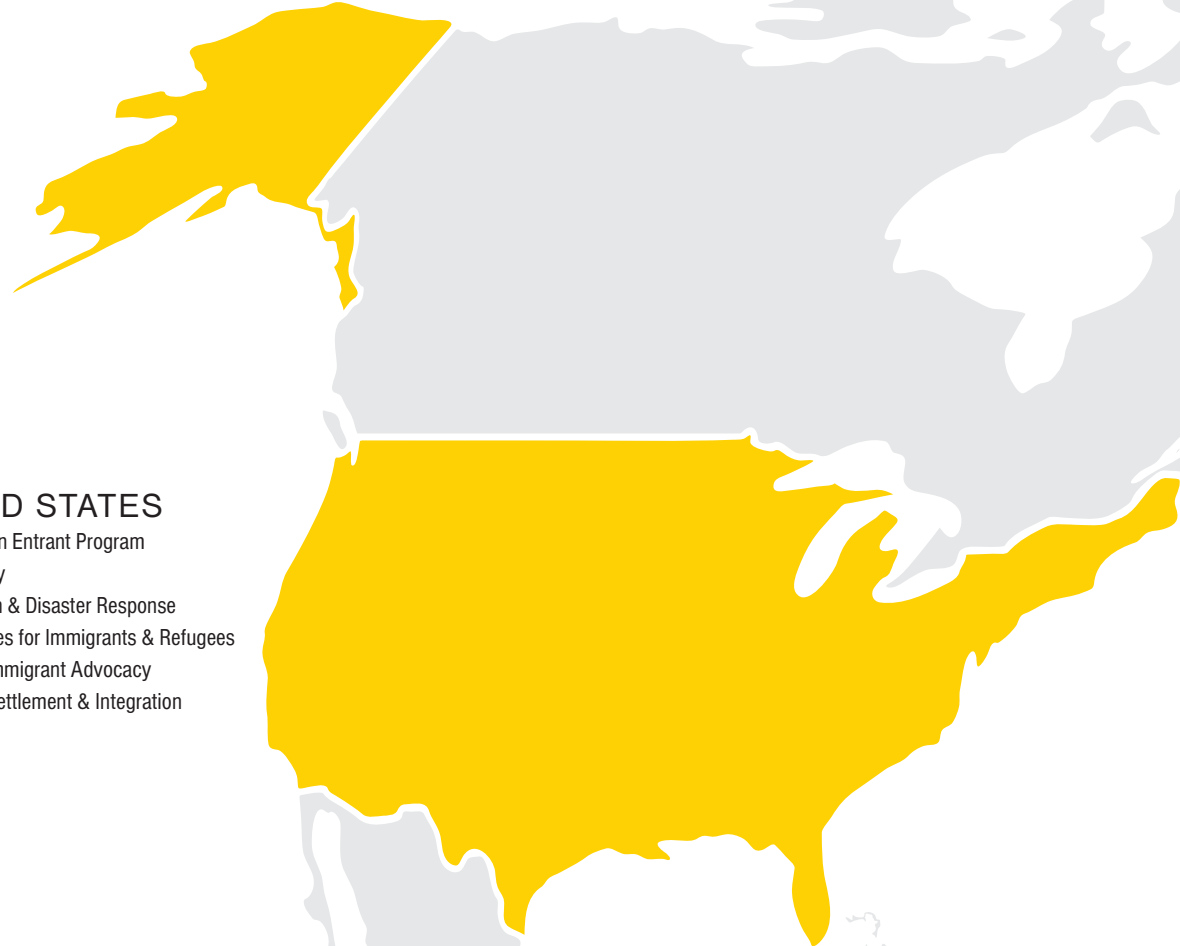 D STATES
n Entrant Program
y
& Disaster Response
es for Immigrants & Refugees
mmigrant Advocacy
ettlement & Integration